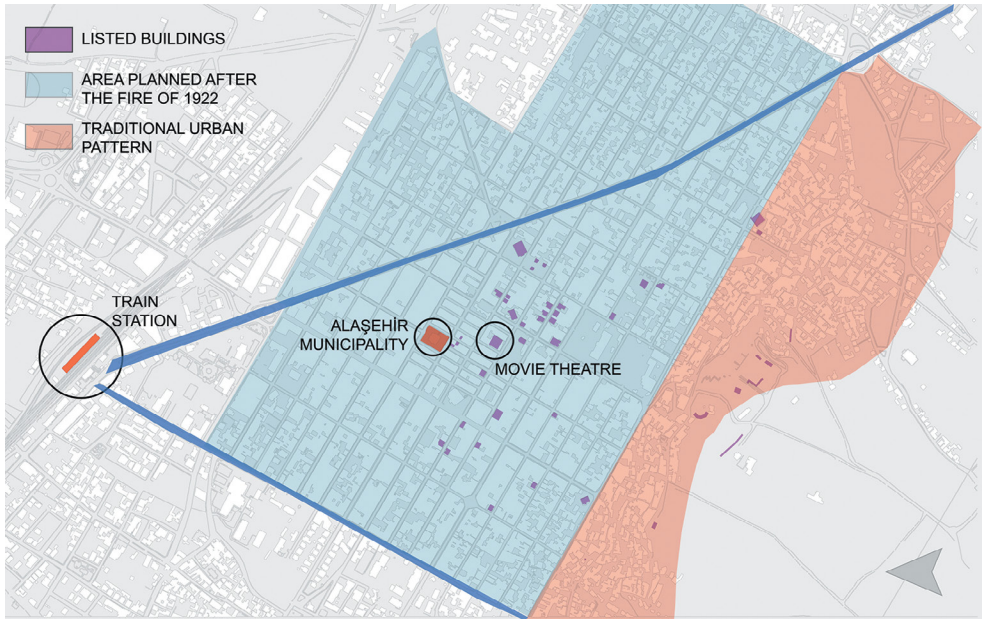 LISTED BUILDINGS
AREA PLANNED AFTER
THE FIRE OF 1922
TRADITIONAL URBAN
PATTERN
TRAIN
STATION
ALAŞEHİR
MUNICIPALITY
MOVIE THEATRE